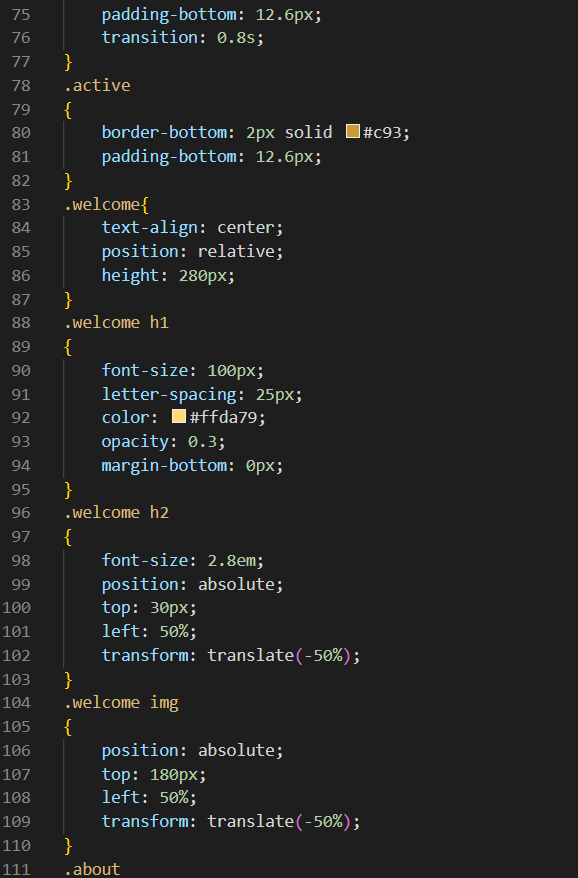 75 padding-bottom: 12.6px;
76 transition: 0.8s;
77 }
78 .active
79 {
80 border-bottom: 2px solid #c93;
81 padding-bottom: 12.6px;
82 }
83 .welcome{
84 text-align: center;
85 position: relative;
86 height: 280px;
87 }
88 .welcome h1
89 {
90 font-size: 100px;
91 letter-spacing: 25px;
92 color: #ffda79;
93 opacity: 0.3;
94 margin-bottom: 0px;
95 }
96 .welcome h2
97 {
98 font-size: 2.8em;
99 position: absolute;
100 top: 30px;
101 left: 50%;
102 transform: translate(-50%);
103 }
104 .welcome img
105 {
106 position: absolute;
107 top: 180px;
108 left: 50%;
109 transform: translate(-50%);
110 }
111 .about